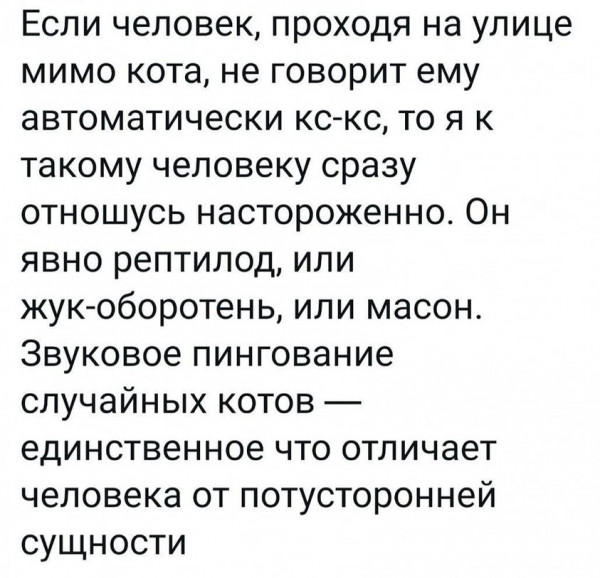 Если человек, проходя на улице
мимо кота, не говорит ему
автоматически кс-кс, то я к
такому человеку сразу
отношусь настороженно. Он
явно рептилод, или
жук-оборотень, или масон.
Звуковое пингование
случайных котов —
единственное что отличает
человека от потусторонней
сущности